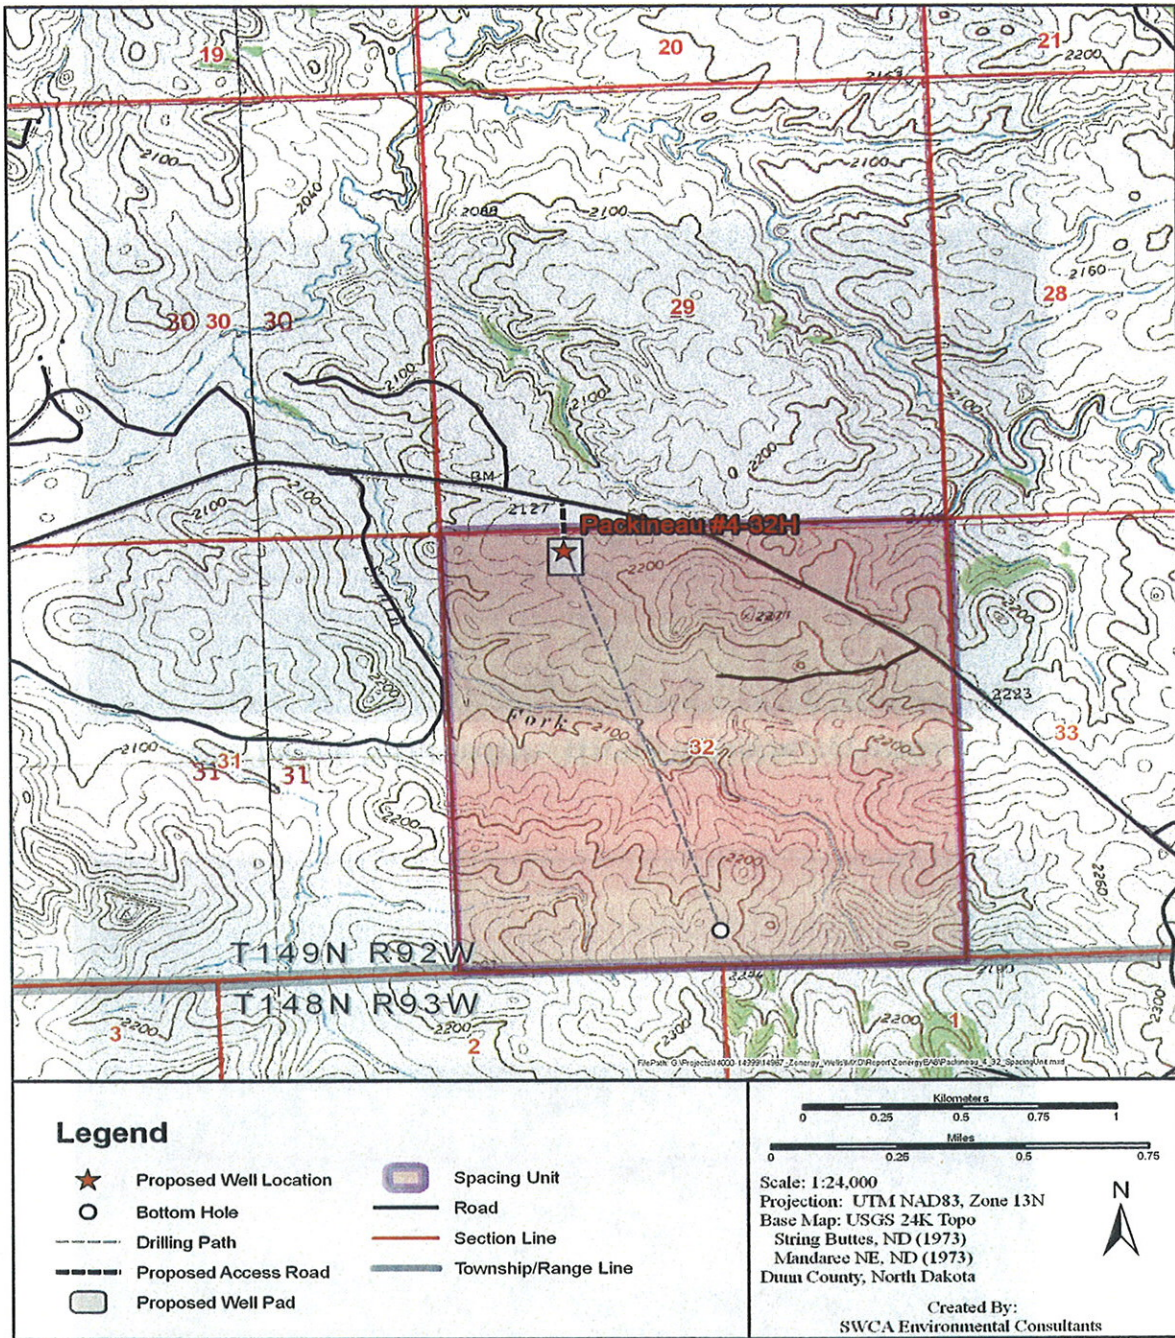 19
20
21
2200
2100
2040
2088
2100
2100
2160
28
29
30 30 30
2100
2100
2200
BM
2127
2100
Packineau #4-32H
2200
2271
2200
2223
33
Fork
2100
32
2200
2100
31
31 31
2200
2200
2260
T149N R92W
T148N R93W
2200
3
2200
2
2300
1
2300
Legend
Proposed Well Location
Bottom Hole
Drilling Path
Proposed Access Road
Proposed Well Pad
Spacing Unit
Road
Section Line
Township/Range Line
Kilometers
0 0.25 0.5 0.75 1
Miles
0 0.25 0.5 0.75
Scale: 1:24,000
Projection: UTM NAD83, Zone 13N
Base Map: USGS 24K Topo
String Buttes, ND (1973)
Mandaree NE, ND (1973)
Dunn County, North Dakota
N
Created By:
SWCA Environmental Consultants